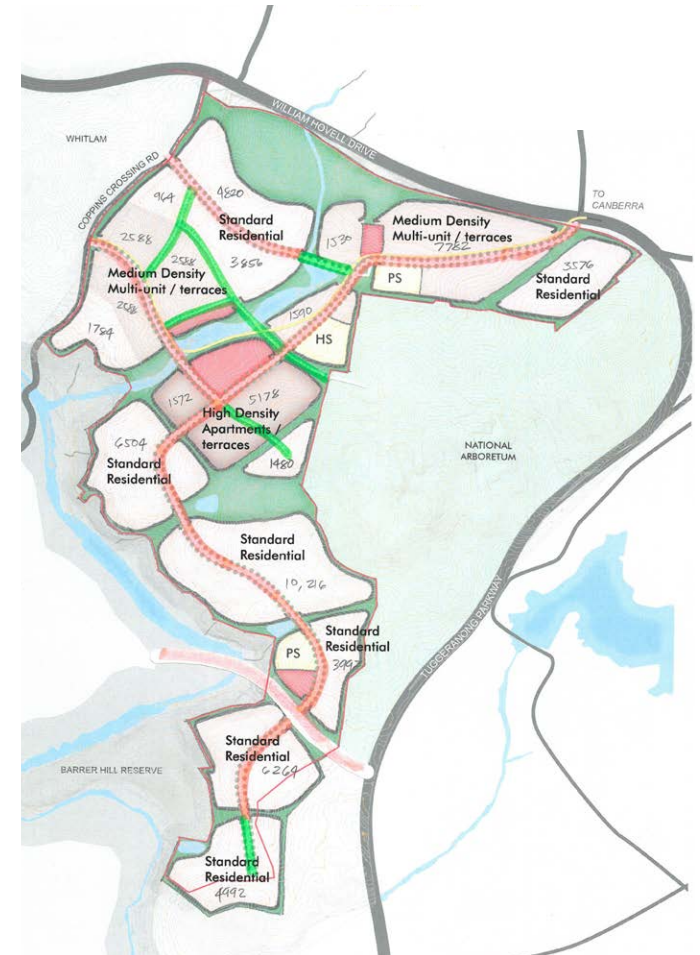 WILLIAM HOVELL DRIVE
WHITLAM
COPPINS CROSSING RD
TO
CANBERRA
964
4820
Standard
Residential
1530
Medium Density
Multi-unit / terraces
7782
2588
2588
3856
PS
3576
Standard
Residential
Medium Density
Multi-unit / terraces
2588
1590
1784
HS
1572
5178
High Density
Apartments /
terraces
6504
Standard
Residential
1480
NATIONAL
ARBORETUM
Standard
Residential
10,216
TUGGERANONG PARKWAY
PS
Standard
Residential
3992
Standard
Residential
6264
BARRER HILL RESERVE
Standard
Residential
4992